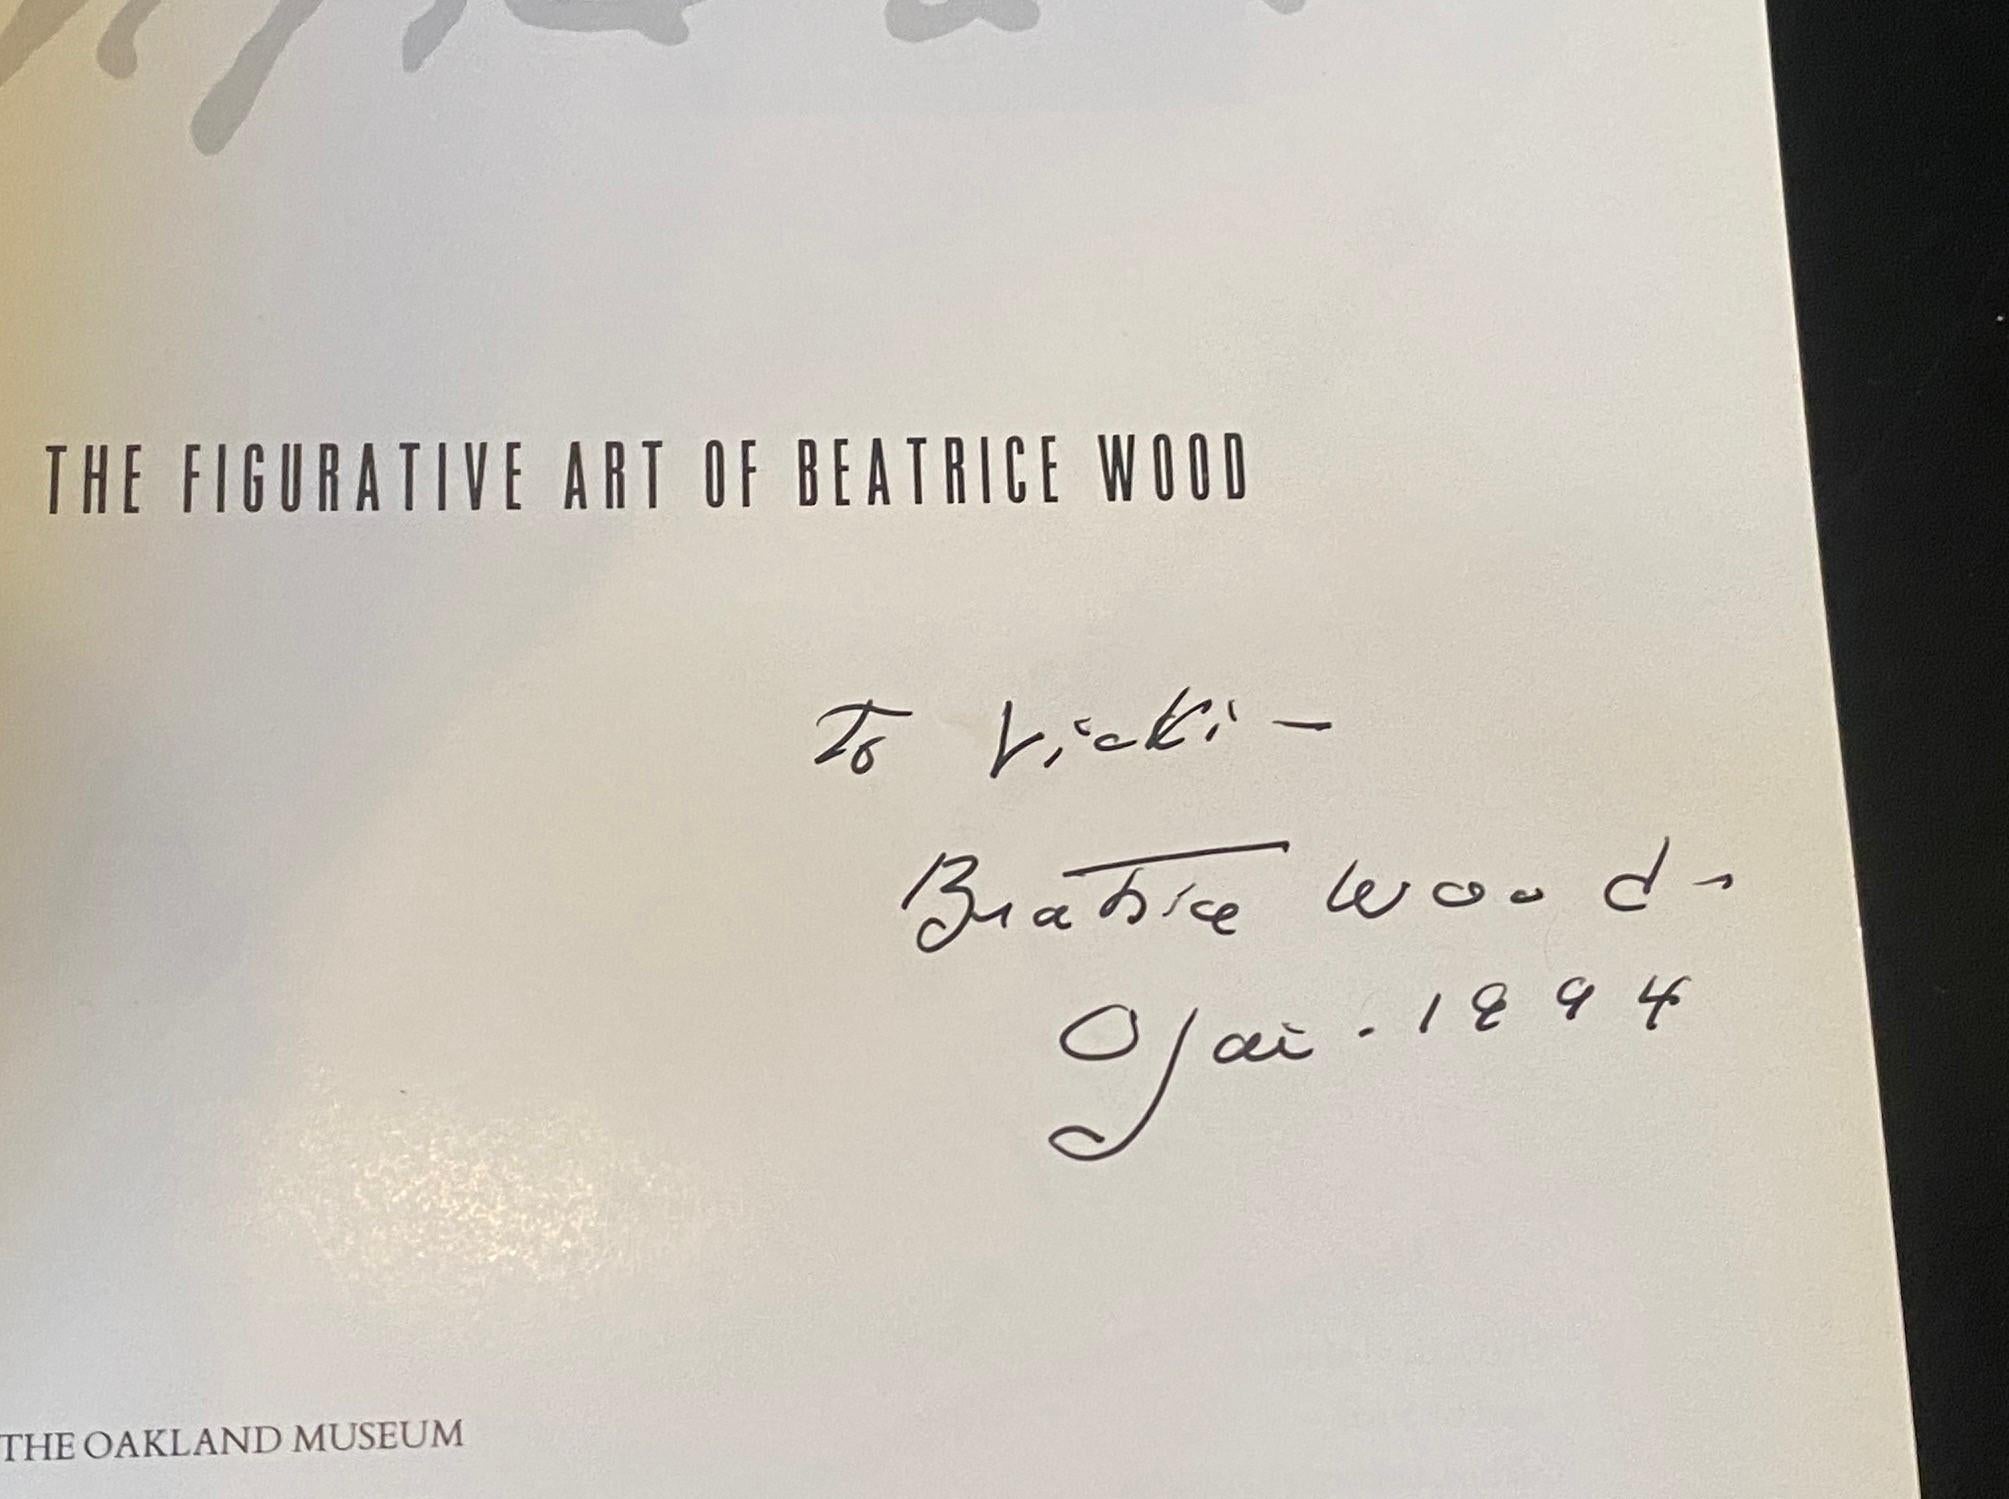 THE FIGURATIVE ART OF BEATRICE WOOD
To Vicki -
Beatrice Wood -
Ojai . 1994
THE OAKLAND MUSEUM